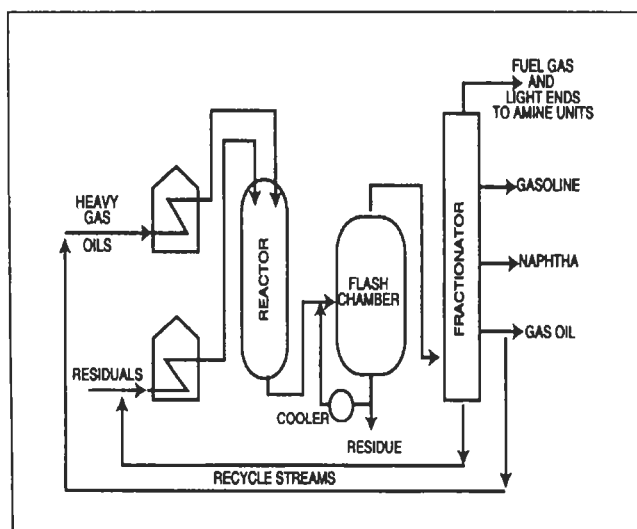 FUEL GAS
AND
LIGHT ENDS
TO AMINE UNITS
GASOLINE
NAPHTHA
GAS OIL
FRACTIONATOR
FLASH
CHAMBER
REACTOR
HEAVY
GAS
OILS
RESIDUALS
COOLER
RESIDUE
RECYCLE STREAMS